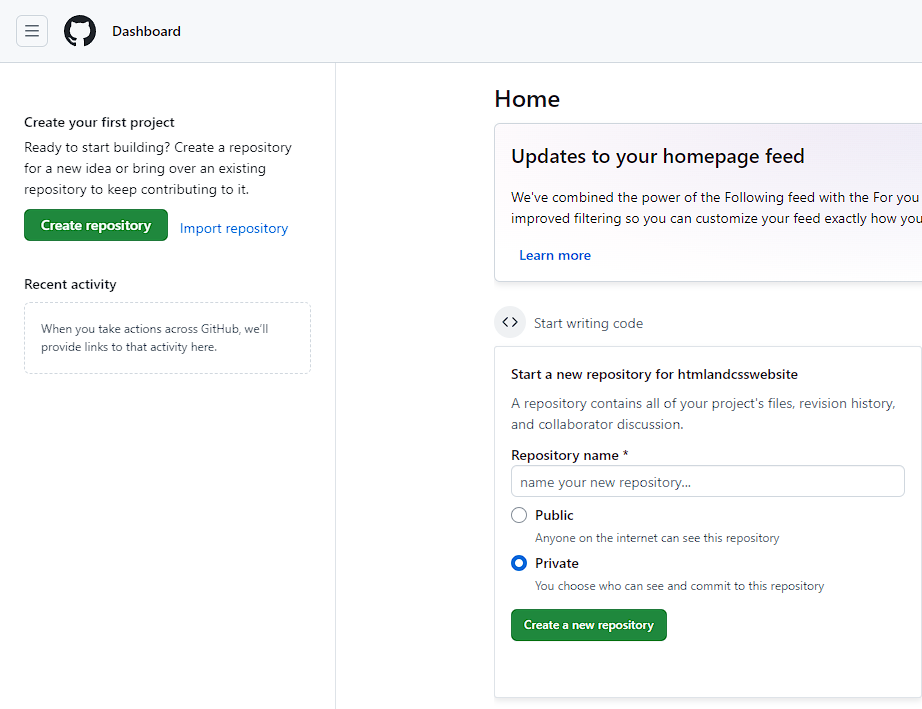 Dashboard
Create your first project
Ready to start building? Create a repository
for a new idea or bring over an existing
repository to keep contributing to it.
Create repository
Import repository
Recent activity
When you take actions across GitHub, we'll
provide links to that activity here.
Home
Updates to your homepage feed
We've combined the power of the Following feed with the For you
improved filtering so you can customize your feed exactly how you
Learn more
Start writing code
Start a new repository for htmlandcsswebsite
A repository contains all of your project's files, revision history,
and collaborator discussion.
Repository name *
name your new repository...
Public
Anyone on the internet can see this repository
Private
You choose who can see and commit to this repository
Create a new repository